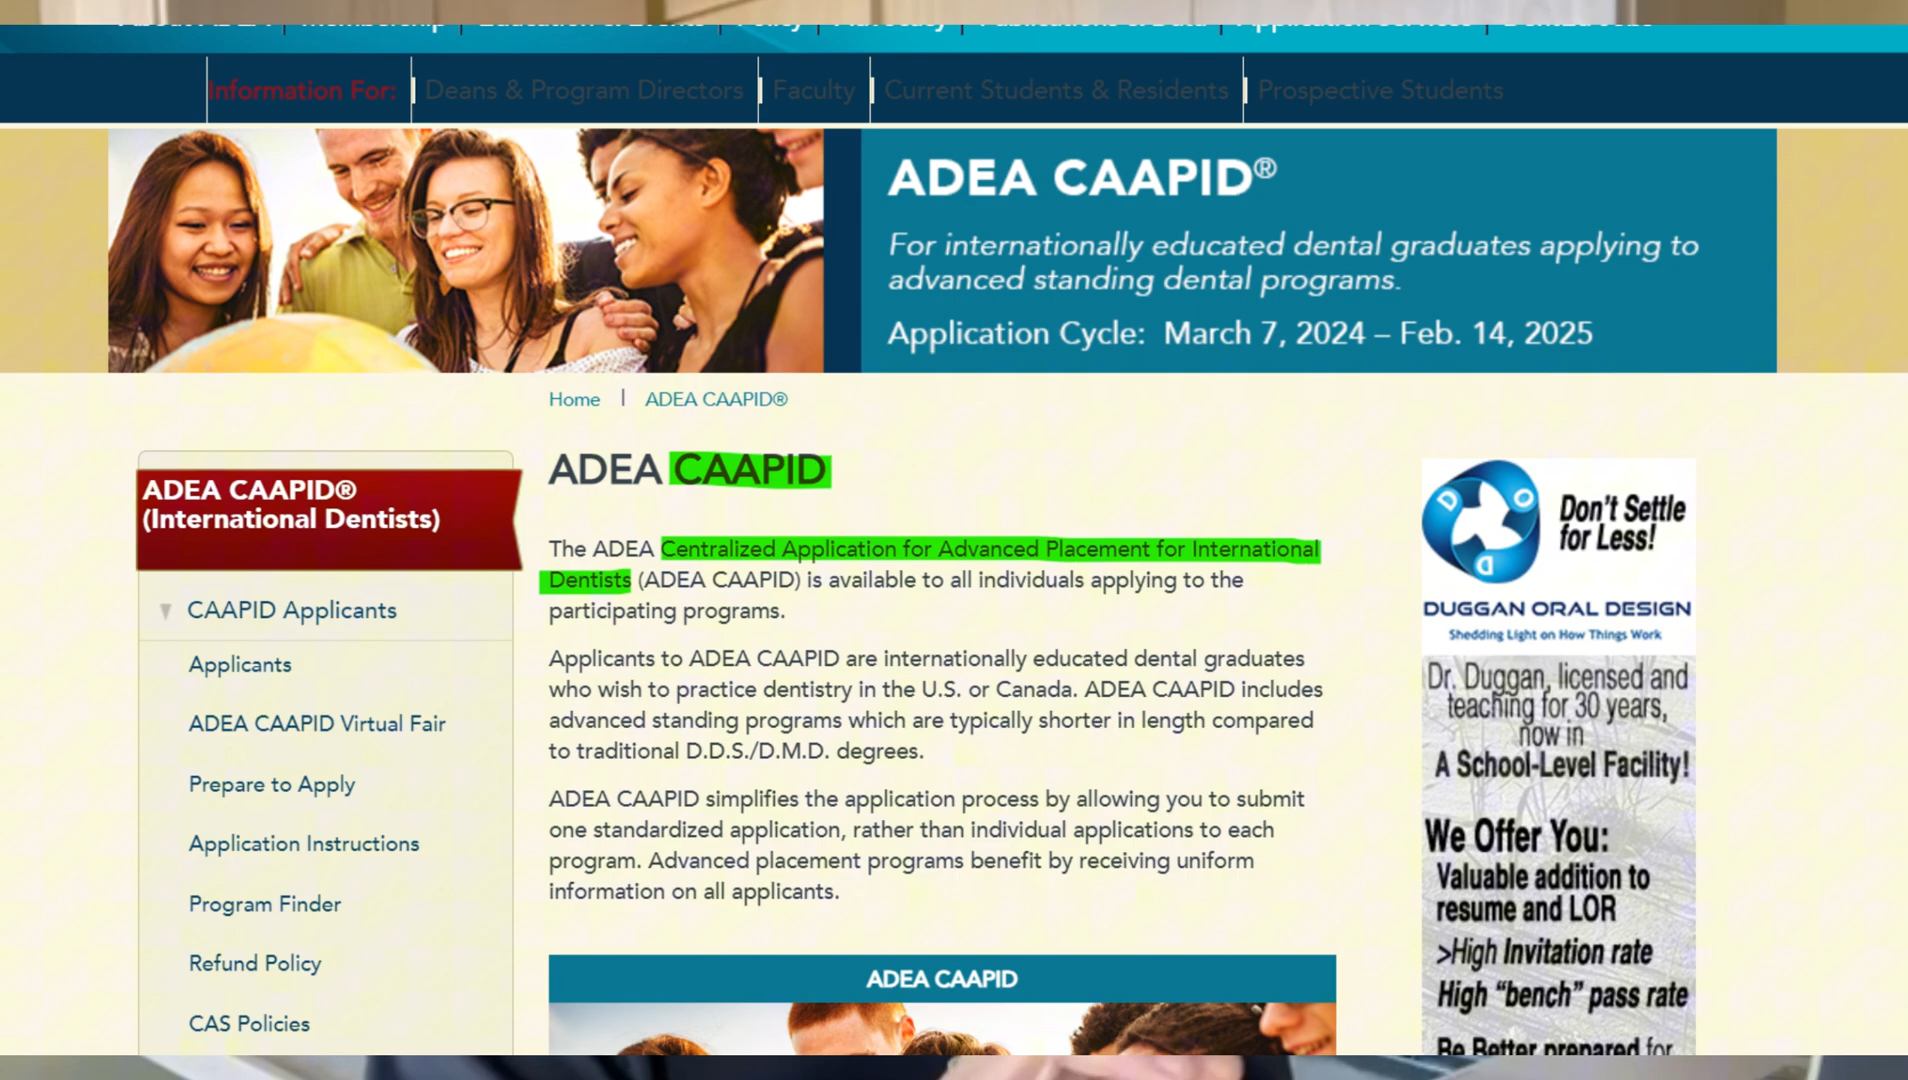 Information For:
Deans & Program Directors
Faculty
Current Students & Residents
Prospective Students
ADEA CAAPID®
For internationally educated dental graduates applying to
advanced standing dental programs.
Application Cycle: March 7, 2024 – Feb. 14, 2025
Home | ADEA CAAPID®
ADEA CAAPID®
(International Dentists)
CAAPID Applicants
Applicants
ADEA CAAPID Virtual Fair
Prepare to Apply
Application Instructions
Program Finder
Refund Policy
CAS Policies
ADEA CAAPID
The ADEA Centralized Application for Advanced Placement for International
Dentists (ADEA CAAPID) is available to all individuals applying to the
participating programs.
Applicants to ADEA CAAPID are internationally educated dental graduates
who wish to practice dentistry in the U.S. or Canada. ADEA CAAPID includes
advanced standing programs which are typically shorter in length compared
to traditional D.D.S./D.M.D. degrees.
ADEA CAAPID simplifies the application process by allowing you to submit
one standardized application, rather than individual applications to each
program. Advanced placement programs benefit by receiving uniform
information on all applicants.
ADEA CAAPID
D O D
Don't Settle
for Less!
DUGGAN ORAL DESIGN
Shedding Light on How Things Work
Dr. Duggan, licensed and
teaching for 30 years,
now in
A School-Level Facility!
We Offer You:
Valuable addition to
resume and LOR
>High Invitation rate
High “bench” pass rate
Be Better prepared for